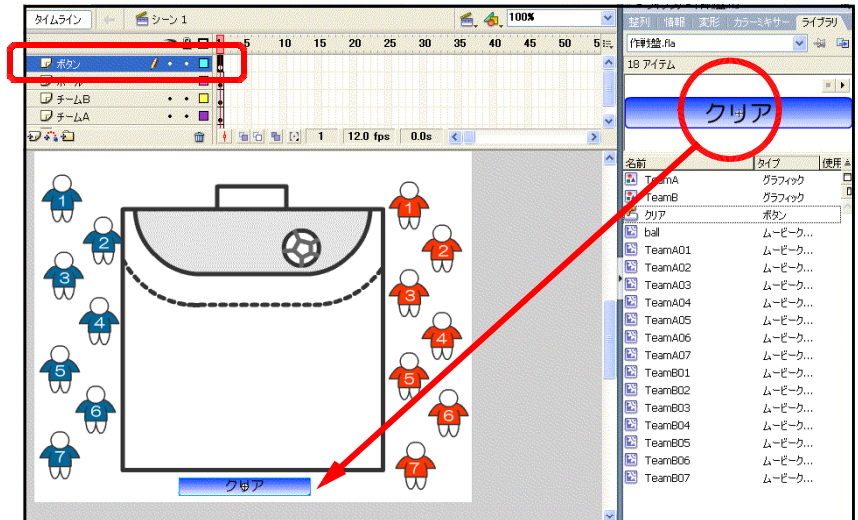 タイムライン シーン 1 100%
整列 情報 変形 カラーミキサー ライブラリ
5 10 15 20 25 30 35 40 45 50 5
作戦盤.fla
18 アイテム
ボタン
ボール
チームB
チームA
1 12.0 fps 0.0s
クリア
名前 タイプ 使用
TeamA グラフィック
TeamB グラフィック
クリア ボタン
ball ムービーク...
TeamA01 ムービーク...
TeamA02 ムービーク...
TeamA03 ムービーク...
TeamA04 ムービーク...
TeamA05 ムービーク...
TeamA06 ムービーク...
TeamA07 ムービーク...
TeamB01 ムービーク...
TeamB02 ムービーク...
TeamB03 ムービーク...
TeamB04 ムービーク...
TeamB05 ムービーク...
TeamB06 ムービーク...
TeamB07 ムービーク...
1 1
2 2
3 3
4 4
5 5
6 6
7 7
クリア